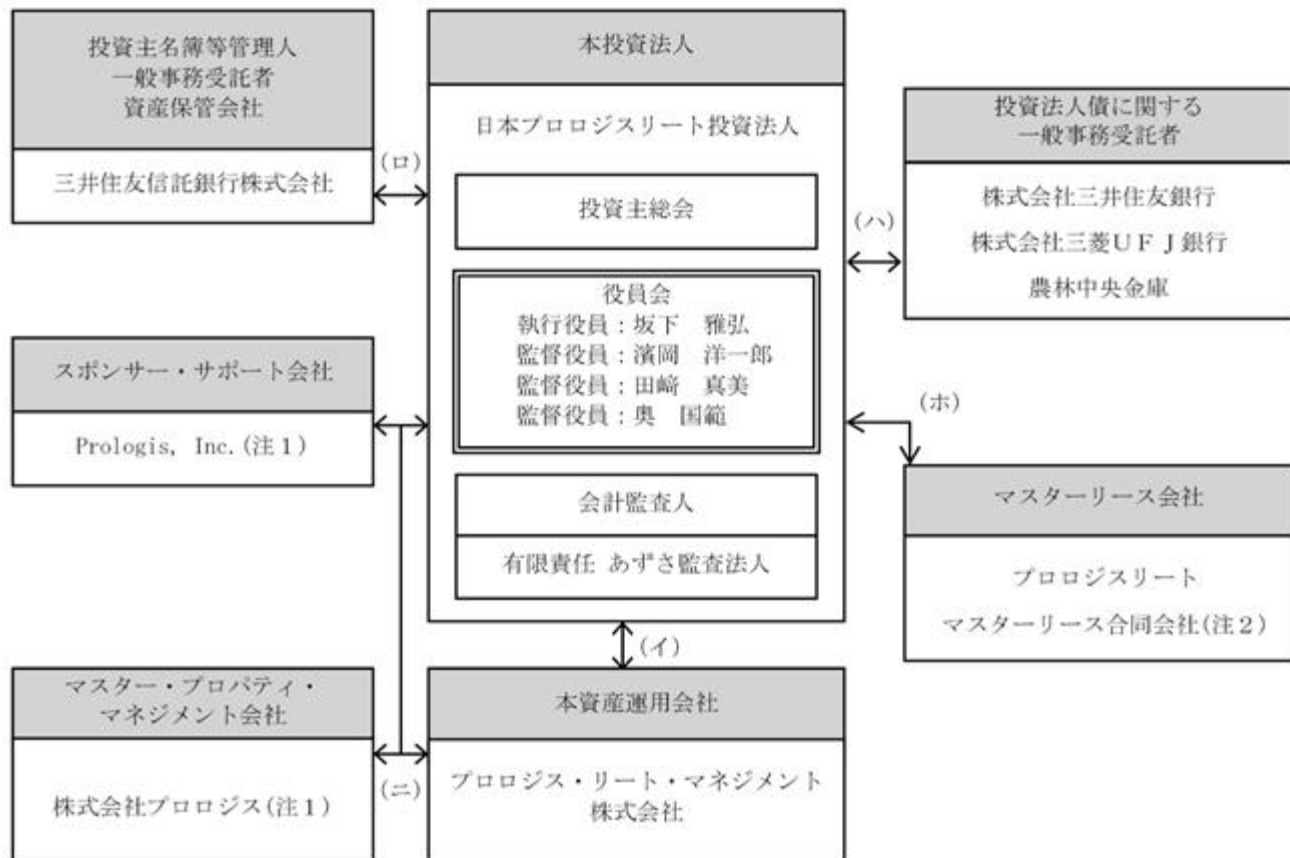 投資主名簿等管理人
一般事務受託者
資産保管会社
三井住友信託銀行株式会社
(ロ)
本投資法人
日本プロロジスリート投資法人
投資主総会
役員会
執行役員：坂下　雅弘
監督役員：濱岡　洋一郎
監督役員：田﨑　真美
監督役員：奥　国範
会計監査人
有限責任 あずさ監査法人
(ハ)
投資法人債に関する
一般事務受託者
株式会社三井住友銀行
株式会社三菱ＵＦＪ銀行
農林中央金庫
スポンサー・サポート会社
Prologis, Inc.(注１)
(ホ)
マスターリース会社
プロロジスリート
マスターリース合同会社(注２)
(イ)
マスター・プロパティ・
マネジメント会社
株式会社プロロジス(注１)
(ニ)
本資産運用会社
プロロジス・リート・マネジメント
株式会社